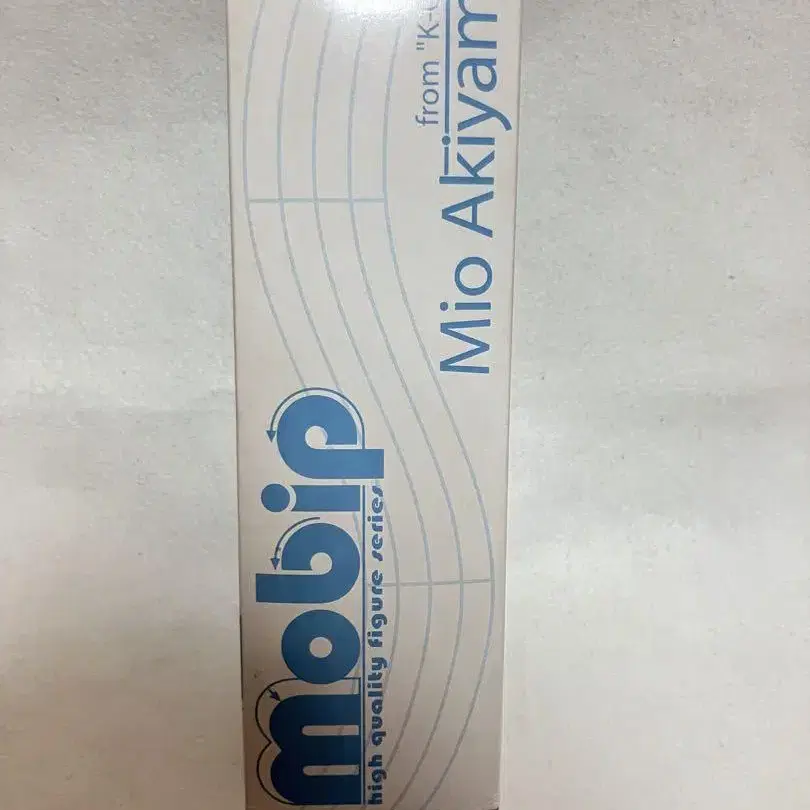 mobip
high quality figure series
from "K-
Mio Akiyam